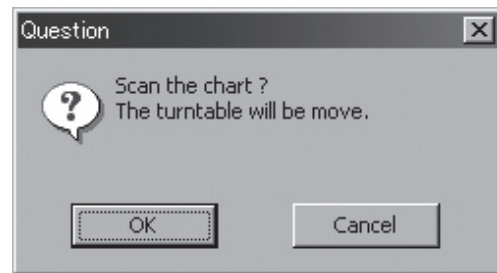 Question
Scan the chart ?
The turntable will be move.
OK
Cancel